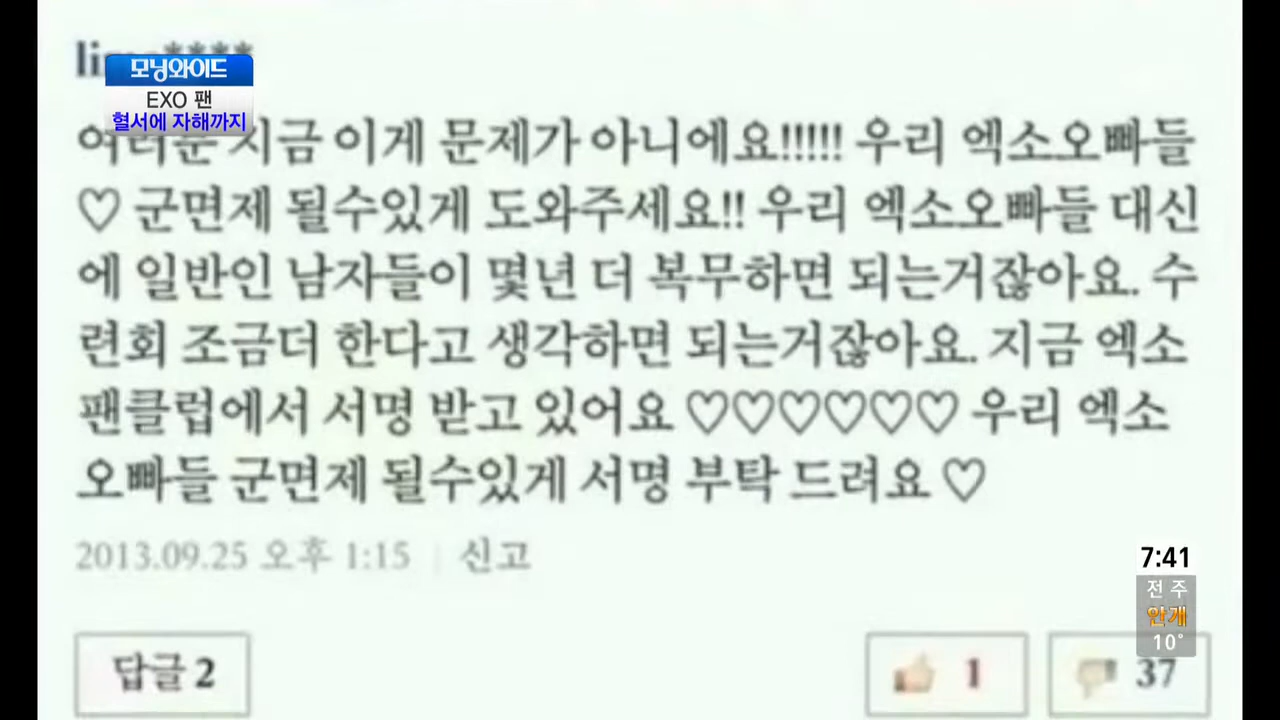 모닝와이드
EXO 팬
혈서에 자해까지
여러분 지금 이게 문제가 아니에요!!!!! 우리 엑소오빠들
♡ 군면제 될수있게 도와주세요!! 우리 엑소오빠들 대신
에 일반인 남자들이 몇년 더 복무하면 되는거잖아요. 수
련회 조금더 한다고 생각하면 되는거잖아요. 지금 엑소
팬클럽에서 서명 받고 있어요 ♡♡♡♡♡♡ 우리 엑소
오빠들 군면제 될수있게 서명 부탁 드려요 ♡
2013.09.25 오후 1:15 | 신고
답글 2
1
37
7:41
전 주
안개
10°